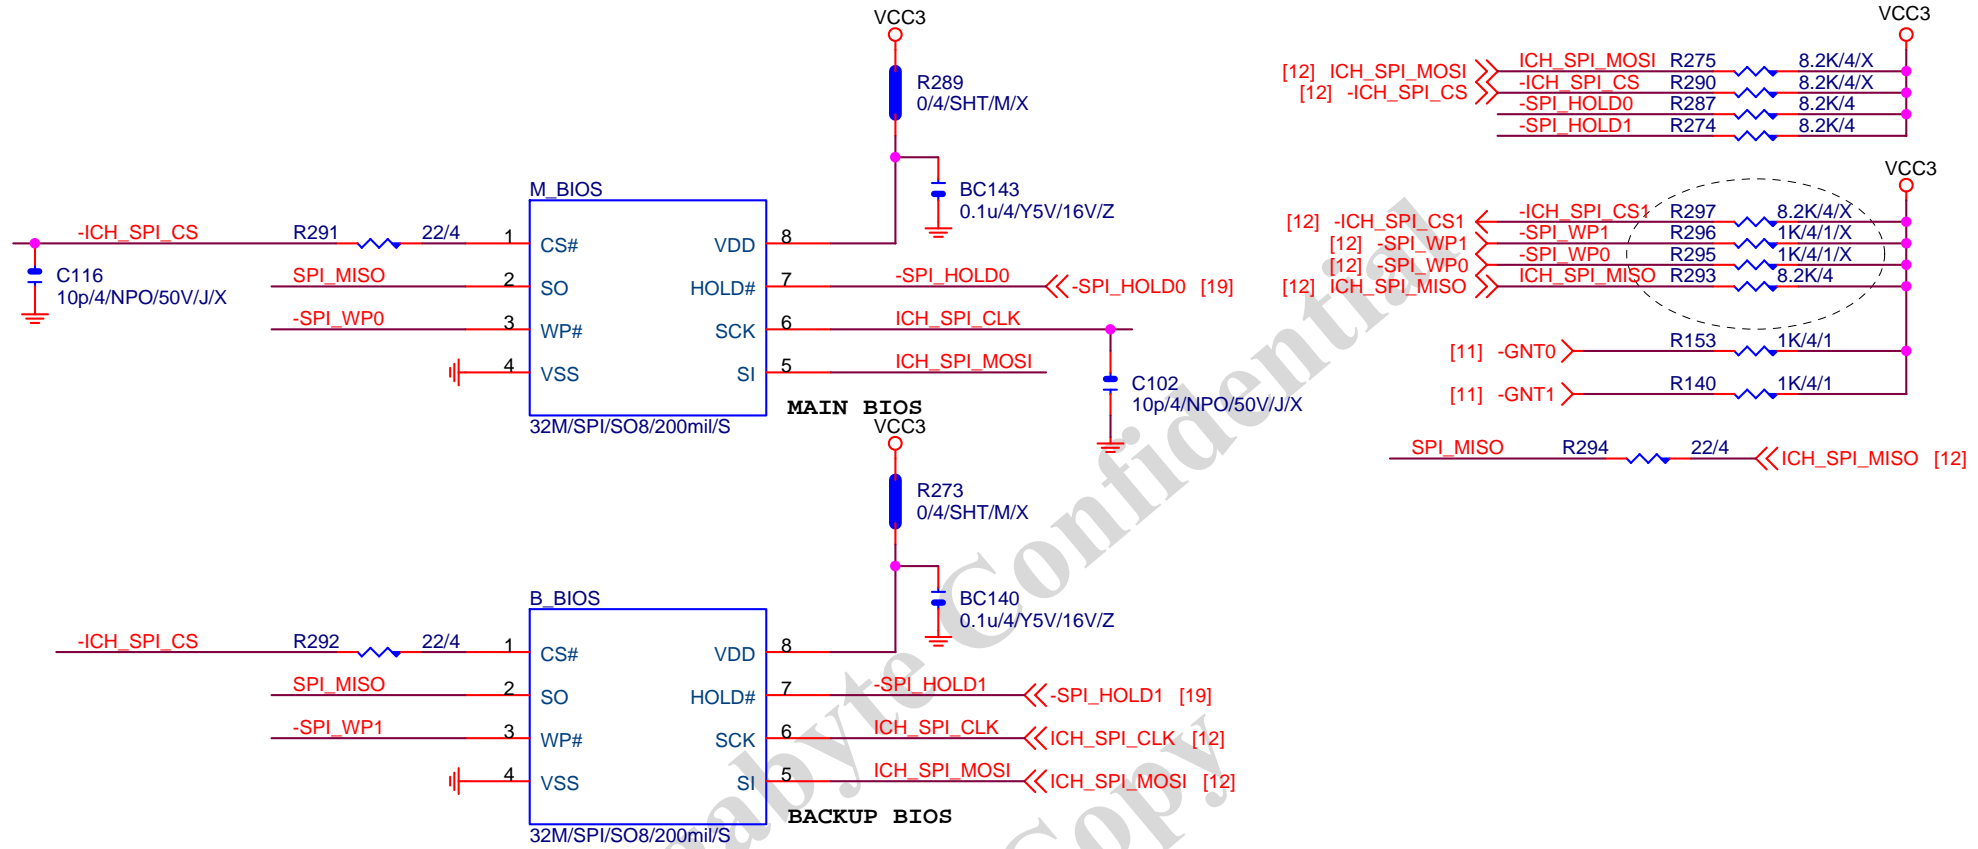 VCC3
R289
0/4/SHT/M/X
BC143
0.1u/4/Y5V/16V/Z
M_BIOS
-ICH_SPI_CS R291 22/4 1 CS# VDD 8
C116
10p/4/NPO/50V/J/X
SPI_MISO 2 SO HOLD# 7 -SPI_HOLD0 -SPI_HOLD0 [19]
-SPI_WP0 3 WP# SCK 6 ICH_SPI_CLK
4 VSS SI 5 ICH_SPI_MOSI
C102
10p/4/NPO/50V/J/X
MAIN BIOS
32M/SPI/SO8/200mil/S
VCC3
R273
0/4/SHT/M/X
BC140
0.1u/4/Y5V/16V/Z
B_BIOS
-ICH_SPI_CS R292 22/4 1 CS# VDD 8
SPI_MISO 2 SO HOLD# 7 -SPI_HOLD1 -SPI_HOLD1 [19]
-SPI_WP1 3 WP# SCK 6 ICH_SPI_CLK ICH_SPI_CLK [12]
4 VSS SI 5 ICH_SPI_MOSI ICH_SPI_MOSI [12]
BACKUP BIOS
32M/SPI/SO8/200mil/S
VCC3
[12] ICH_SPI_MOSI ICH_SPI_MOSI R275 8.2K/4/X
[12] -ICH_SPI_CS -ICH_SPI_CS R290 8.2K/4/X
-SPI_HOLD0 R287 8.2K/4
-SPI_HOLD1 R274 8.2K/4
VCC3
[12] -ICH_SPI_CS1 -ICH_SPI_CS1 R297 8.2K/4/X
[12] -SPI_WP1 -SPI_WP1 R296 1K/4/1/X
[12] -SPI_WP0 -SPI_WP0 R295 1K/4/1/X
[12] ICH_SPI_MISO ICH_SPI_MISO R293 8.2K/4
[11] -GNT0 R153 1K/4/1
[11] -GNT1 R140 1K/4/1
SPI_MISO R294 22/4 ICH_SPI_MISO [12]
abyte Confidential
Copy